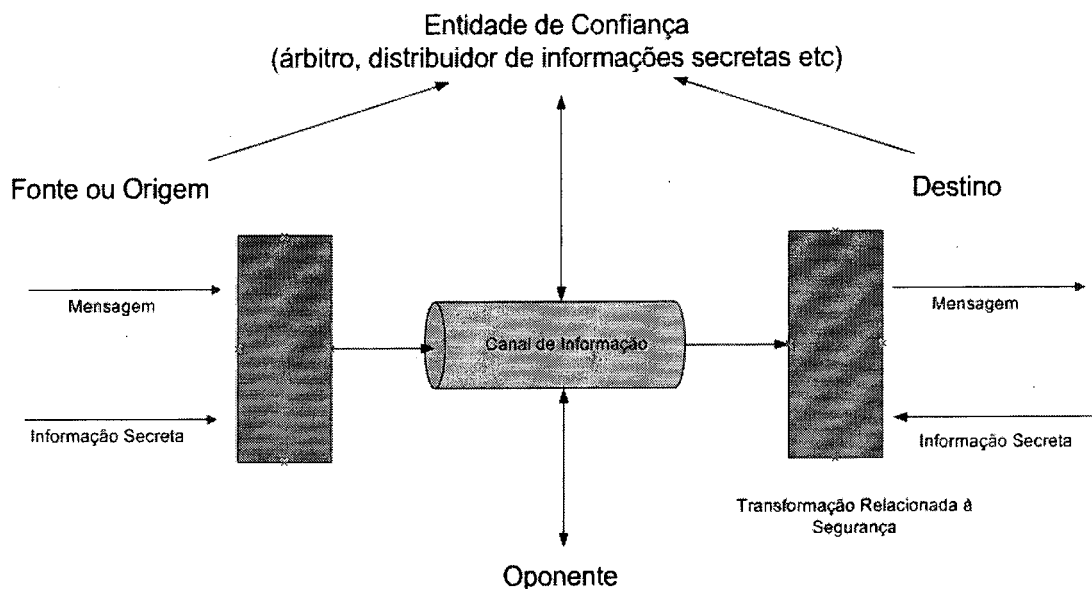 Entidade de Confiança
(árbitro, distribuidor de informações secretas etc)
Fonte ou Origem
Destino
Mensagem
Canal de Informação
Mensagem
Informação Secreta
Informação Secreta
Transformação Relacionada à
Segurança
Oponente